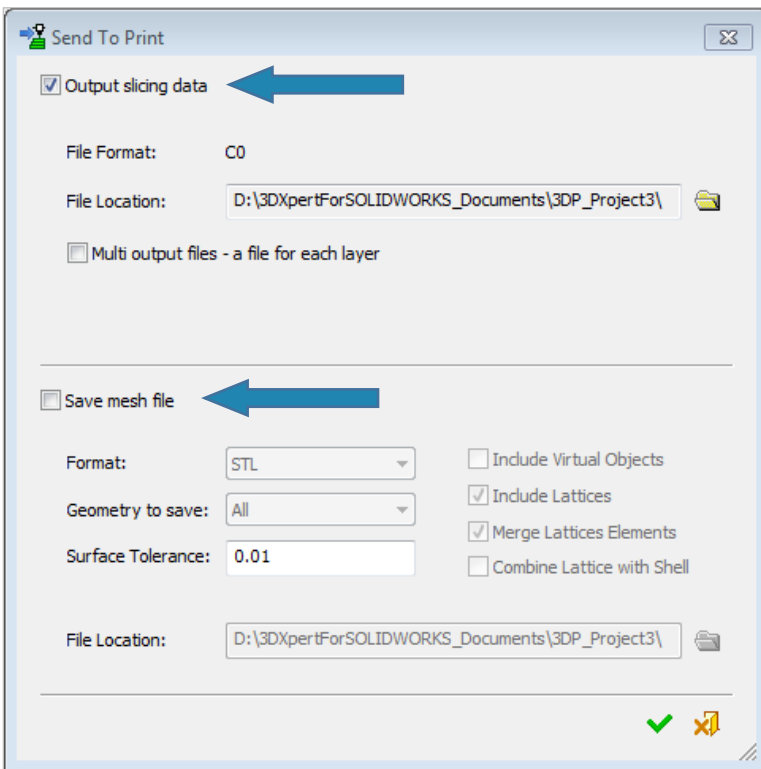 Send To Print
Output slicing data
File Format: C0
File Location: D:\3DXpertForSOLIDWORKS_Documents\3DP_Project3\
Multi output files - a file for each layer
Save mesh file
Format: STL
Include Virtual Objects
Geometry to save: All
Include Lattices
Merge Lattices Elements
Surface Tolerance: 0.01
Combine Lattice with Shell
File Location: D:\3DXpertForSOLIDWORKS_Documents\3DP_Project3\